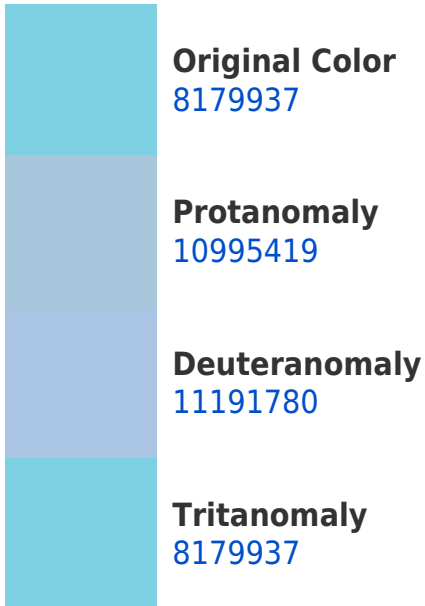 Original Color
8179937
Protanomaly
10995419
Deuteranomaly
11191780
Tritanomaly
8179937